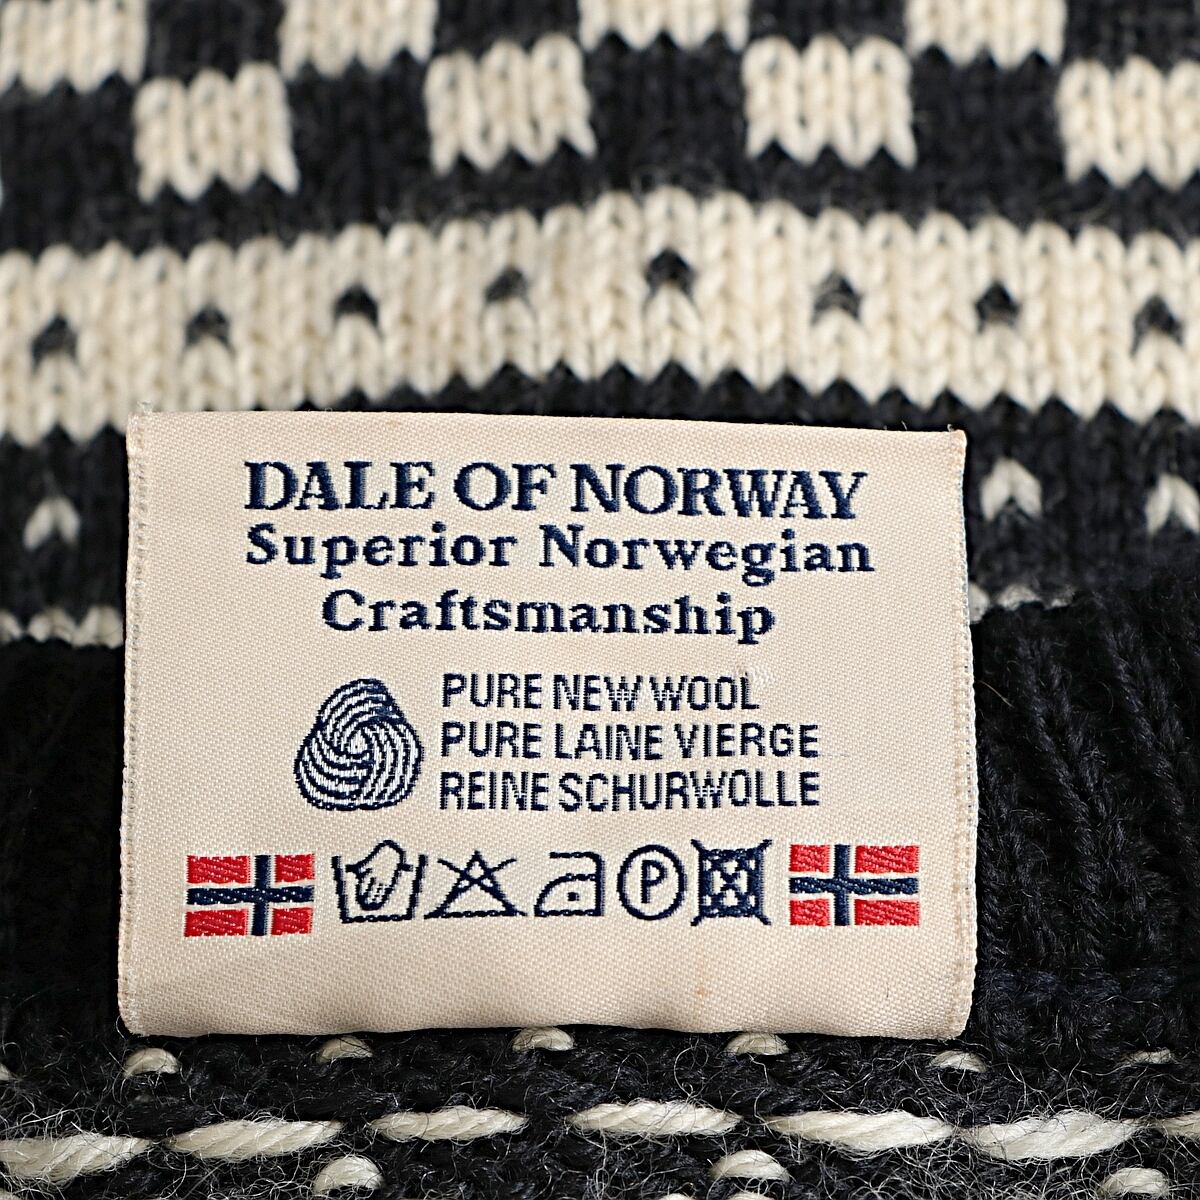 DALE OF NORWAY
Superior Norwegian
Craftsmanship
PURE NEW WOOL
PURE LAINE VIERGE
REINE SCHURWOLLE
P